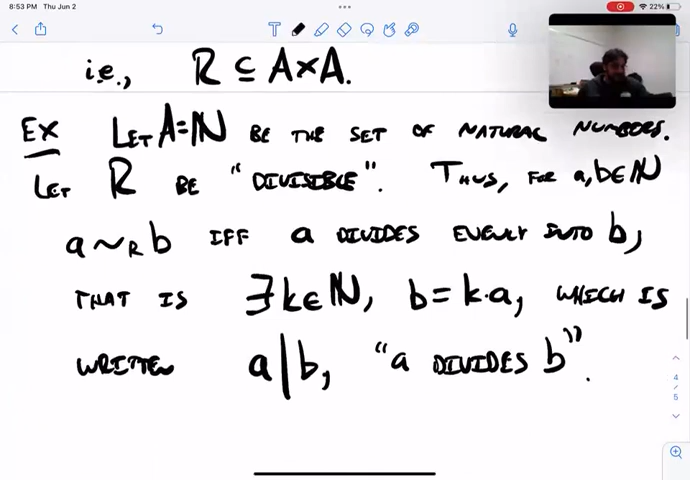 8:53 PM Thu Jun 2
22%
i.e., R ⊆ A×A.
EX LET A=ℕ BE THE SET OF NATURAL NUMBERS.
LET R BE "DIVISIBLE". THUS, FOR a,b∈ℕ
a ~R b IFF a DIVIDES EVENLY INTO b,
THAT IS ∃k∈ℕ, b=k·a, WHICH IS
WRITTEN a|b, "a DIVIDES b".
4
/
5